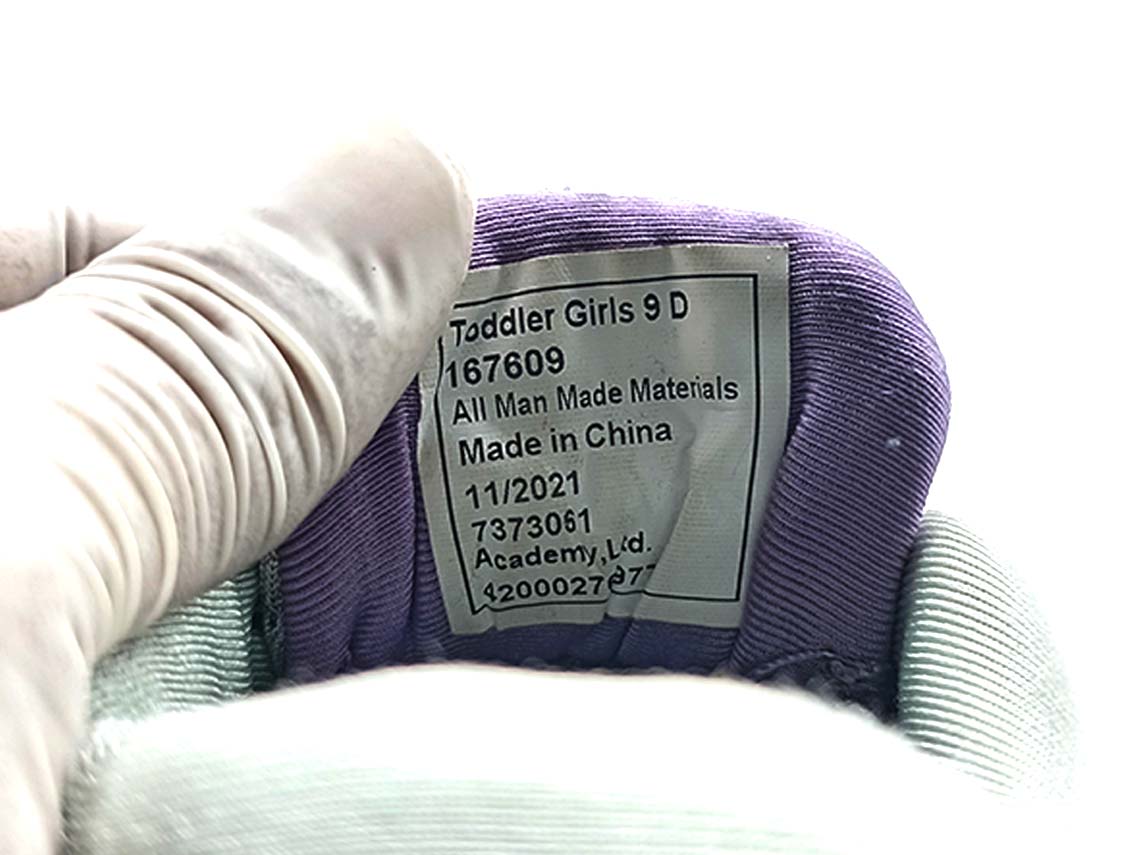 Toddler Girls 9 D
167609
All Man Made Materials
Made in China
11/2021
7373061
Academy,Ltd.